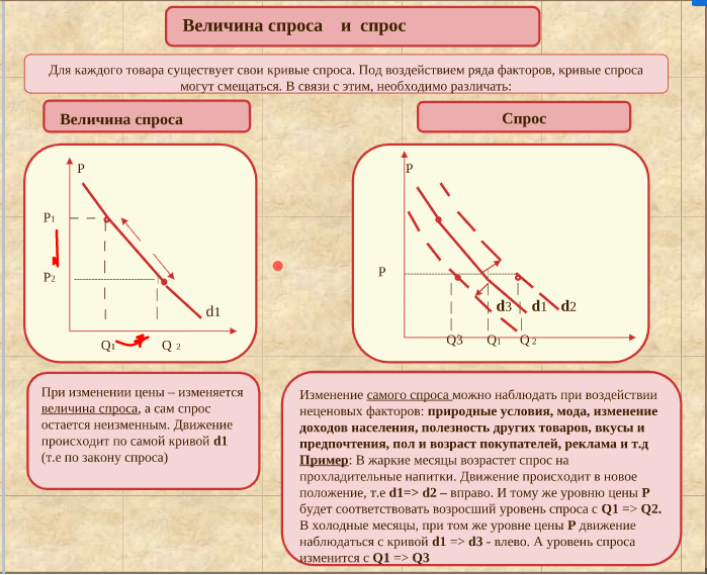 Величина спроса и спрос
Для каждого товара существует свои кривые спроса. Под воздействием ряда факторов, кривые спроса
могут смещаться. В связи с этим, необходимо различать:
Величина спроса
Спрос
P
P1
P2
d1
Q1
Q 2
P
P
d3
d1
d2
Q3
Q1
Q 2
При изменении цены – изменяется
величина спроса, а сам спрос
остается неизменным. Движение
происходит по самой кривой d1
(т.е по закону спроса)
Изменение самого спроса можно наблюдать при воздействии
неценовых факторов: природные условия, мода, изменение
доходов населения, полезность других товаров, вкусы и
предпочтения, пол и возраст покупателей, реклама и т.д
Пример: В жаркие месяцы возрастет спрос на
прохладительные напитки. Движение происходит в новое
положение, т.е d1=> d2 – вправо. И тому же уровню цены P
будет соответствовать возросший уровень спроса с Q1 => Q2.
В холодные месяцы, при том же уровне цены P движение
наблюдаться с кривой d1 => d3 - влево. А уровень спроса
изменится с Q1 => Q3